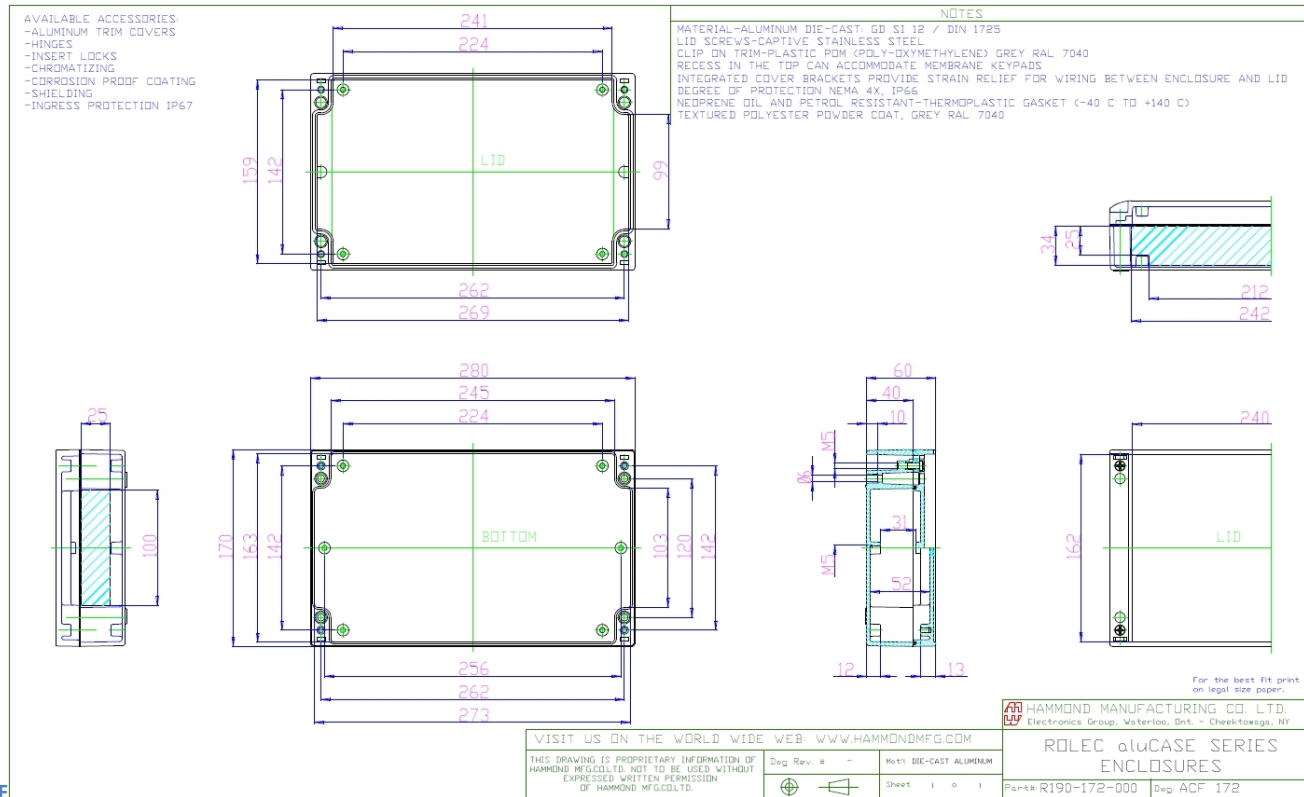 AVAILABLE ACCESSORIES:
-ALUMINUM TRIM COVERS
-HINGES
-INSERT LOCKS
-CHROMATIZING
-CORROSION PROOF COATING
-SHIELDING
-INGRESS PROTECTION IP67
NOTES
MATERIAL-ALUMINUM DIE-CAST: GD SI 12 / DIN 1725
LID SCREWS-CAPTIVE STAINLESS STEEL
CLIP ON TRIM-PLASTIC POM (POLY-OXYMETHYLENE) GREY RAL 7040
RECESS IN THE TOP CAN ACCOMMODATE MEMBRANE KEYPADS
INTEGRATED COVER BRACKETS PROVIDE STRAIN RELIEF FOR WIRING BETWEEN ENCLOSURE AND LID
DEGREE OF PROTECTION NEMA 4X, IP66
NEOPRENE OIL AND PETROL RESISTANT-THERMOPLASTIC GASKET (-40 C TO +140 C)
TEXTURED POLYESTER POWDER COAT, GREY RAL 7040
241
224
159
142
LID
99
262
269
34
25
212
242
25
100
280
245
224
170
163
142
BOTTOM
103
120
142
256
262
273
60
40
10
M5
Ø6
31
M5
52
12
13
240
162
LID
For the best fit print
on legal size paper.
HAMMOND MANUFACTURING CO. LTD.
Electronics Group, Waterloo, Ont. - Cheektowaga, NY
VISIT US ON THE WORLD WIDE WEB: WWW.HAMMONDMFG.COM
THIS DRAWING IS PROPRIETARY INFORMATION OF
HAMMOND MFG.CO.LTD. NOT TO BE USED WITHOUT
EXPRESSED WRITTEN PERMISSION
OF HAMMOND MFG.CO.LTD.
Dwg Rev. # -
Mat'l DIE-CAST ALUMINUM
Sheet 1 o 1
ROLEC aluCASE SERIES
ENCLOSURES
Part# R190-172-000
Dwg: ACF 172
F